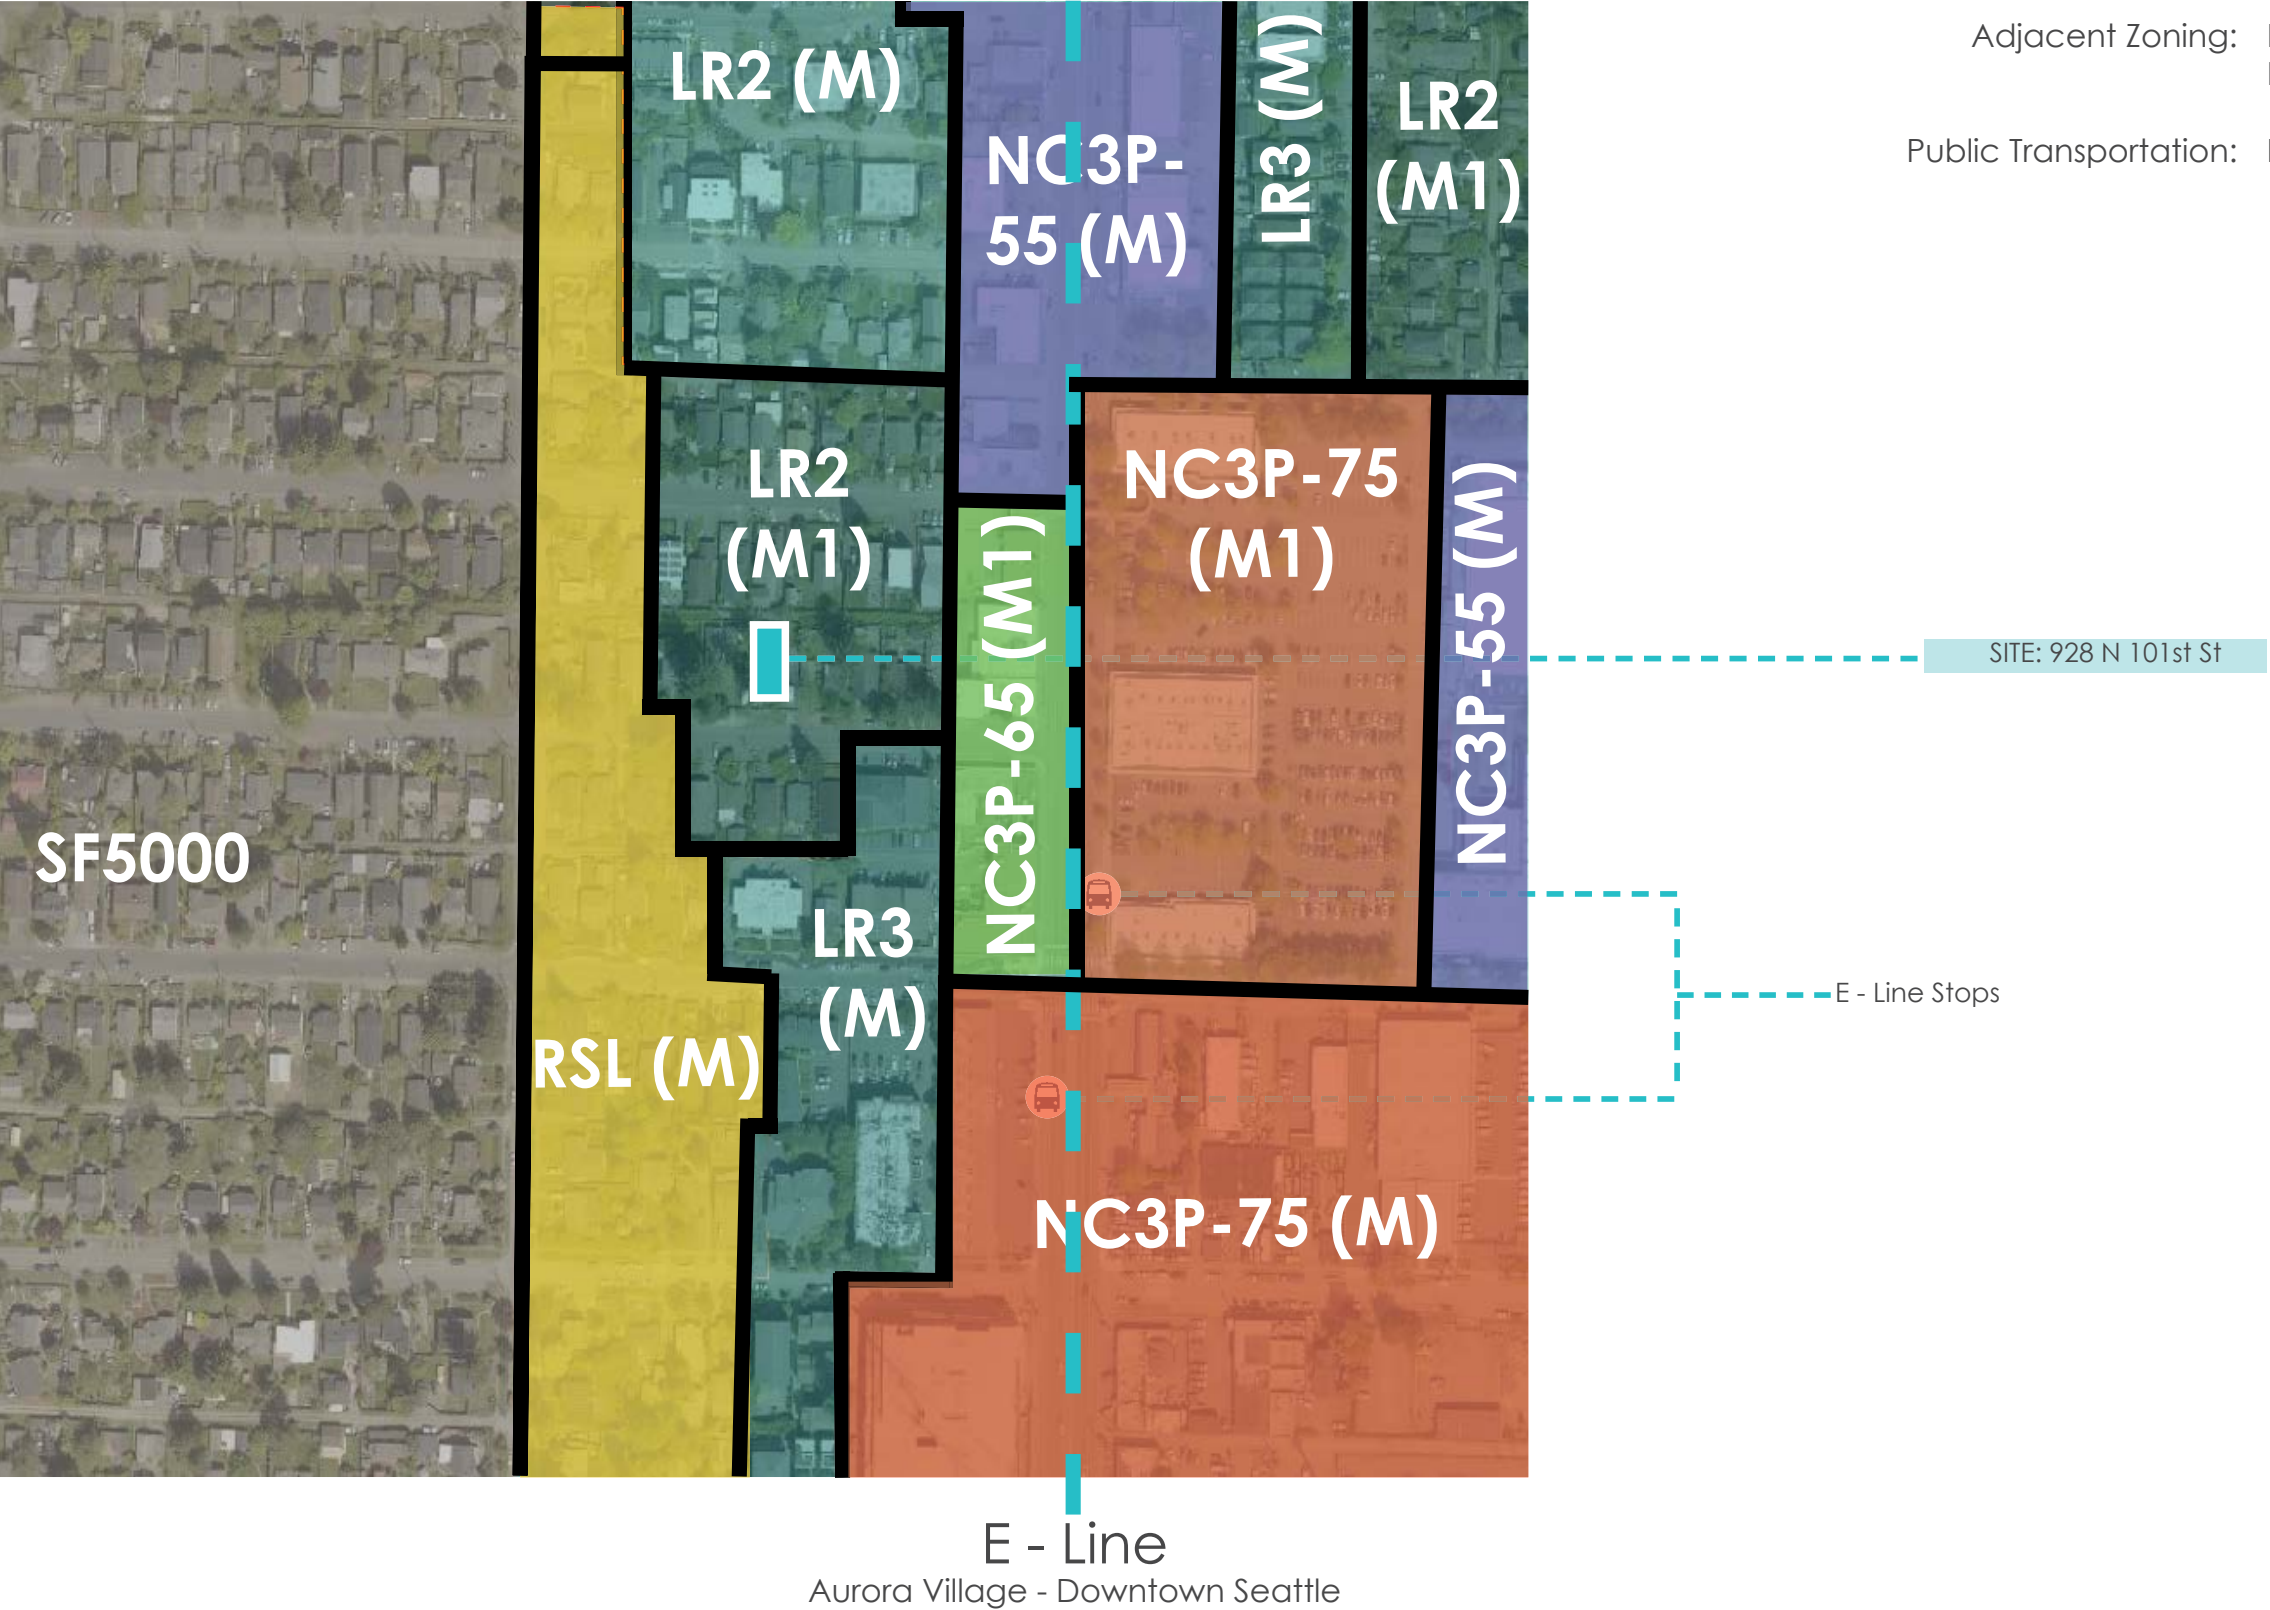 Adjacent Zoning:
Public Transportation:
LR2 (M)
NC3P-
55 (M)
LR3 (M)
LR2
(M1)
LR2
(M1)
NC3P-65 (M1)
NC3P-75
(M1)
NC3P-55 (M)
SITE: 928 N 101st St
SF5000
LR3
(M)
RSL (M)
E - Line Stops
NC3P-75 (M)
E - Line
Aurora Village - Downtown Seattle